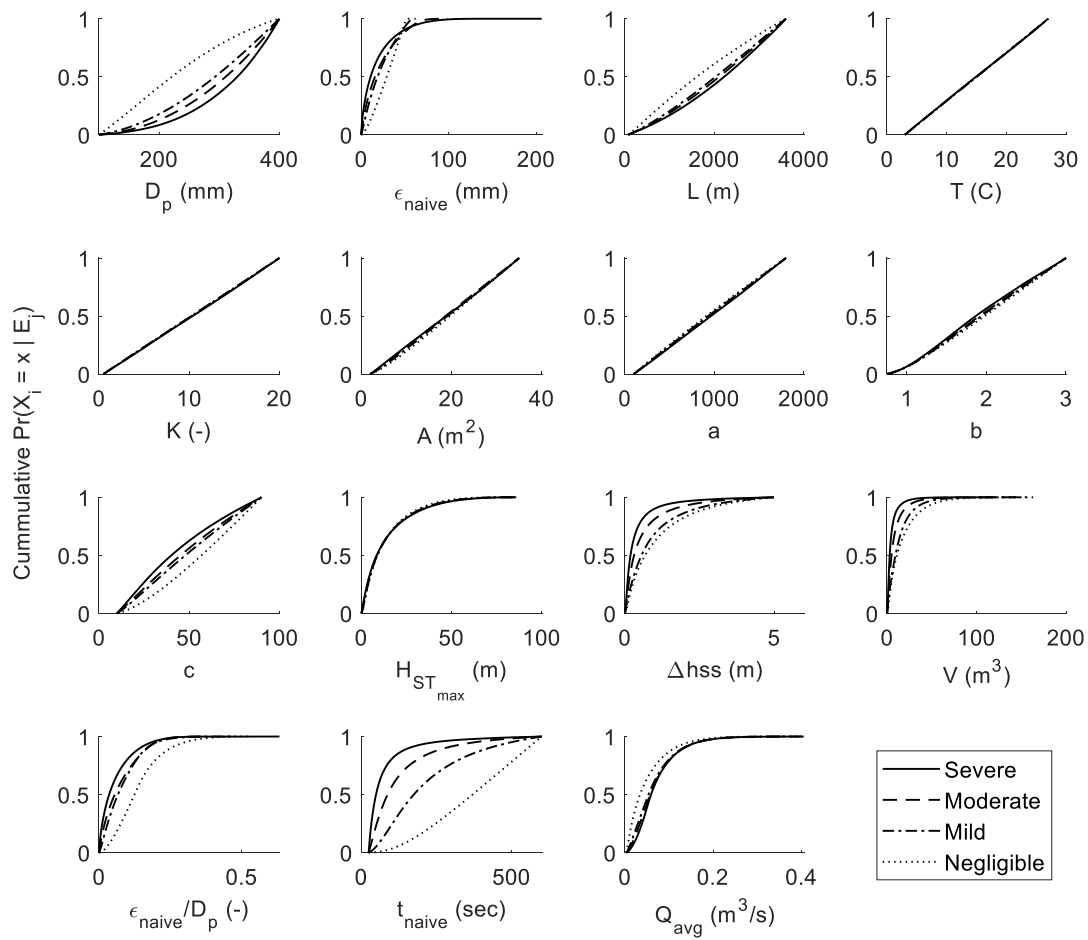 Cummulative Pr(X_i = x | E_j)
1
0.5
0
200 400
D_p (mm)
1
0.5
0
0 100 200
ϵ_naive (mm)
1
0.5
0
0 2000 4000
L (m)
1
0.5
0
0 10 20 30
T (C)
1
0.5
0
0 10 20
K (-)
1
0.5
0
0 20 40
A (m²)
1
0.5
0
0 1000 2000
a
1
0.5
0
1 2 3
b
1
0.5
0
0 50 100
c
1
0.5
0
0 50 100
H_ST_max (m)
1
0.5
0
0 5
Δhss (m)
1
0.5
0
0 100 200
V (m³)
1
0.5
0
0 0.5
ϵ_naive/D_p (-)
1
0.5
0
0 500
t_naive (sec)
1
0.5
0
0 0.2 0.4
Q_avg (m³/s)
Severe
Moderate
Mild
Negligible